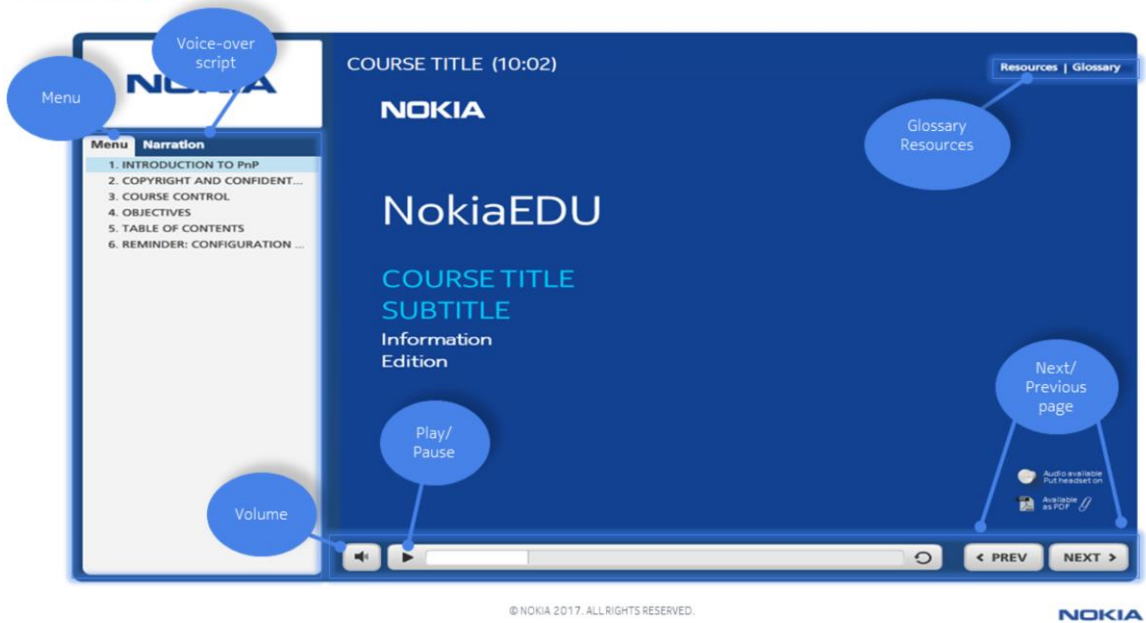 Voice-over
script
Menu
NOKIA
Menu Narration
1. INTRODUCTION TO PnP
2. COPYRIGHT AND CONFIDENT...
3. COURSE CONTROL
4. OBJECTIVES
5. TABLE OF CONTENTS
6. REMINDER: CONFIGURATION ...
COURSE TITLE (10:02)
Resources | Glossary
NOKIA
Glossary
Resources
NokiaEDU
COURSE TITLE
SUBTITLE
Information
Edition
Next/
Previous
page
Play/
Pause
Volume
Audio available
Put headset on
Available
as PDF
< PREV
NEXT >
© NOKIA 2017. ALL RIGHTS RESERVED.
NOKIA